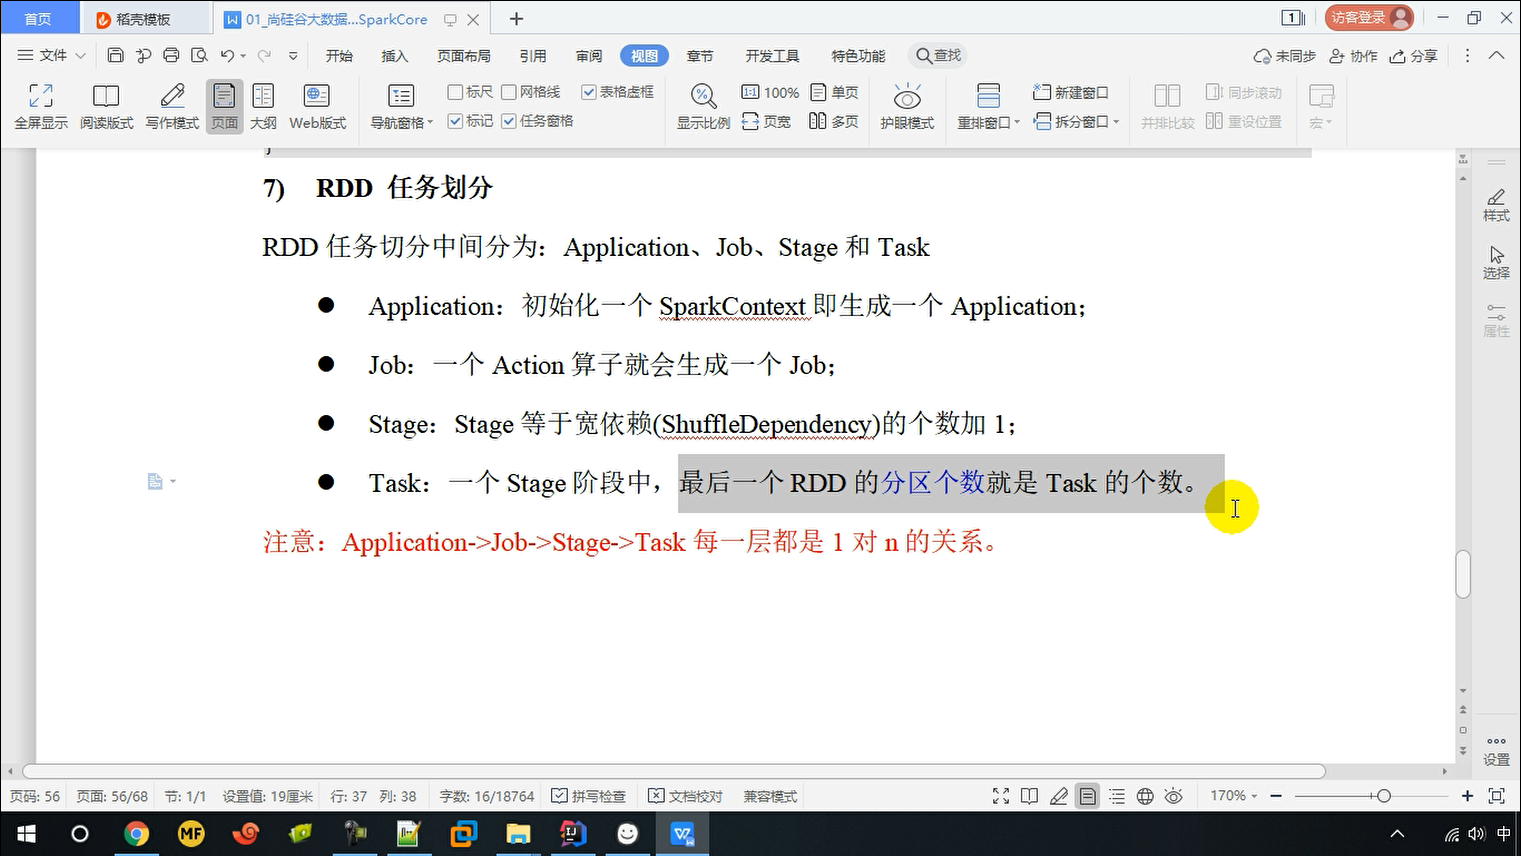 首页 稻壳模板 01_尚硅谷大数据...SparkCore 1 访客登录
文件 开始 插入 页面布局 引用 审阅 视图 章节 开发工具 特色功能 查找 未同步 协作 分享
标尺 网格线 表格虚框 1:1 100% 单页 新建窗口 同步滚动
全屏显示 阅读版式 写作模式 页面 大纲 Web版式 导航窗格 标记 任务窗格 显示比例 页宽 多页 护眼模式 重排窗口 拆分窗口 并排比较 重设位置 宏
7) RDD 任务划分
样式
RDD 任务切分中间分为：Application、Job、Stage 和 Task
选择
Application：初始化一个 SparkContext 即生成一个 Application；
属性
Job：一个 Action 算子就会生成一个 Job；
Stage：Stage 等于宽依赖(ShuffleDependency)的个数加 1；
Task：一个 Stage 阶段中，最后一个 RDD 的分区个数就是 Task 的个数。
注意：Application->Job->Stage->Task 每一层都是 1 对 n 的关系。
设置
页码: 56 页面: 56/68 节: 1/1 设置值: 19厘米 行: 37 列: 38 字数: 16/18764 拼写检查 文档校对 兼容模式 170%
MF IJ 中